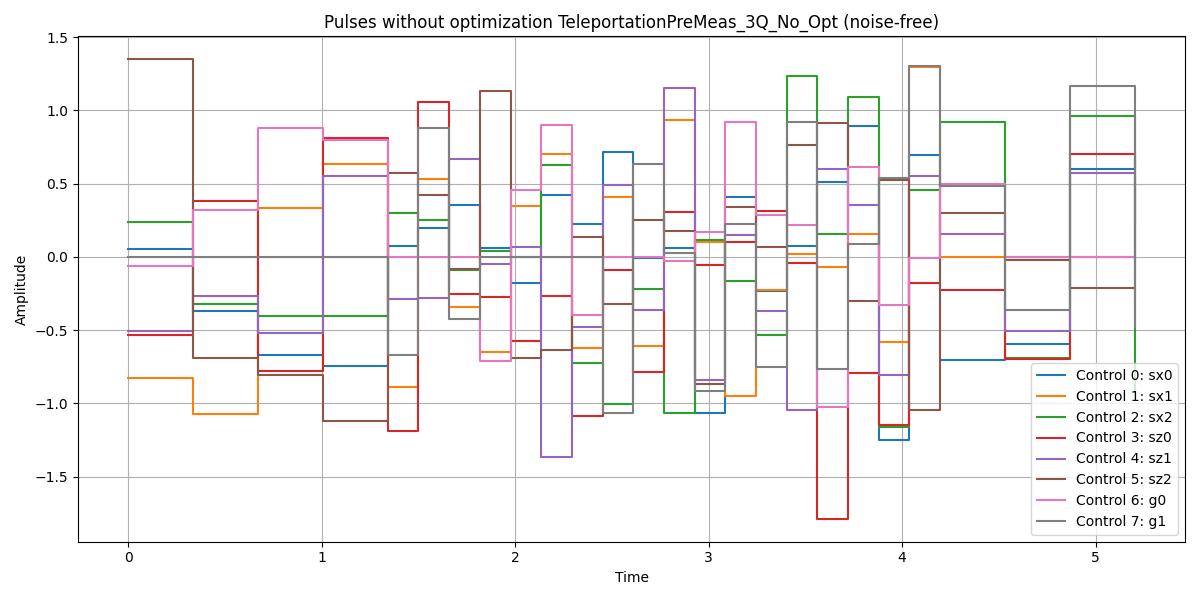 Pulses without optimization TeleportationPreMeas_3Q_No_Opt (noise-free)
1.5
1.0
0.5
0.0
−0.5
−1.0
−1.5
Amplitude
0 1 2 3 4 5
Time
Control 0: sx0
Control 1: sx1
Control 2: sx2
Control 3: sz0
Control 4: sz1
Control 5: sz2
Control 6: g0
Control 7: g1